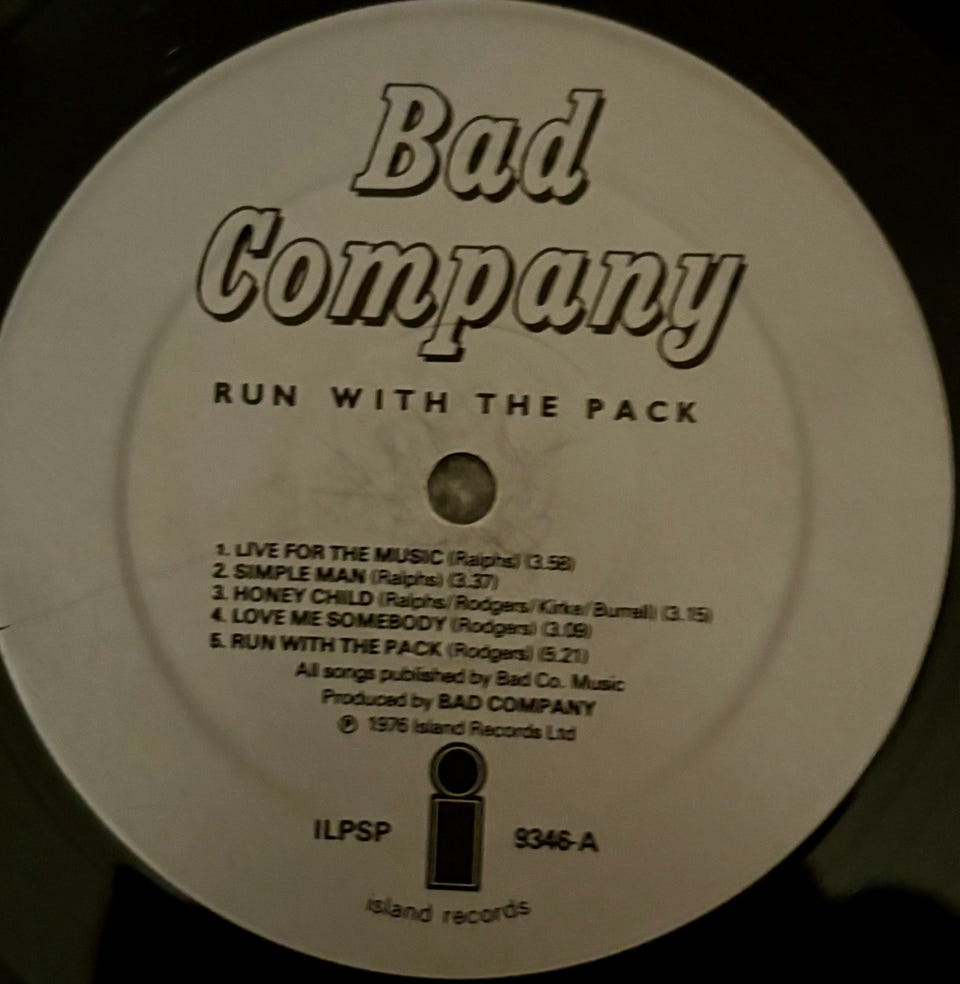 Bad
Company
RUN WITH THE PACK
1. LIVE FOR THE MUSIC (Ralphs) (3.58)
2. SIMPLE MAN (Ralphs) (3.37)
3. HONEY CHILD (Ralphs/Rodgers/Kirke/Burrell) (3.15)
4. LOVE ME SOMEBODY (Rodgers) (3.09)
5. RUN WITH THE PACK (Rodgers) (5.21)
All songs published by Bad Co. Music
Produced by BAD COMPANY
℗ 1976 Island Records Ltd
ILPSP 9346-A
island records